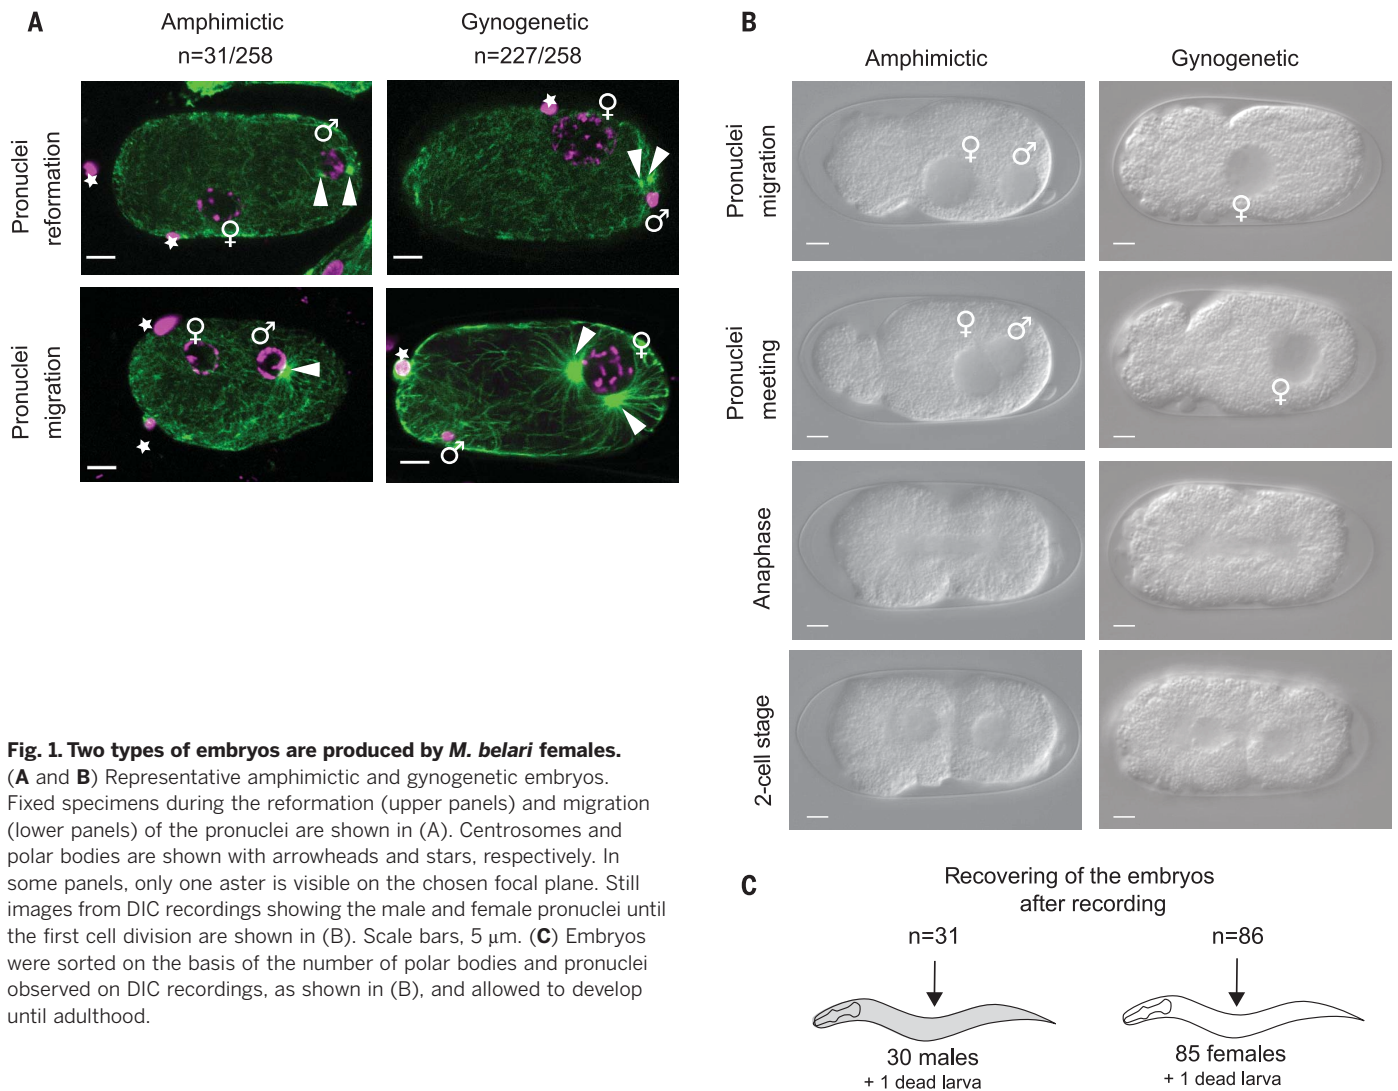 A
Amphimictic
n=31/258
Gynogenetic
n=227/258
Pronuclei
reformation
♂
♀
♀
♂
Pronuclei
migration
♀
♂
♀
♂
B
Amphimictic
Gynogenetic
Pronuclei
migration
♀
♂
♀
Pronuclei
meeting
♀
♂
♀
Anaphase
2-cell stage
Fig. 1. Two types of embryos are produced by M. belari females.
(A and B) Representative amphimictic and gynogenetic embryos.
Fixed specimens during the reformation (upper panels) and migration
(lower panels) of the pronuclei are shown in (A). Centrosomes and
polar bodies are shown with arrowheads and stars, respectively. In
some panels, only one aster is visible on the chosen focal plane. Still
images from DIC recordings showing the male and female pronuclei until
the first cell division are shown in (B). Scale bars, 5 μm. (C) Embryos
were sorted on the basis of the number of polar bodies and pronuclei
observed on DIC recordings, as shown in (B), and allowed to develop
until adulthood.
C
Recovering of the embryos
after recording
n=31
n=86
30 males
+ 1 dead larva
85 females
+ 1 dead larva